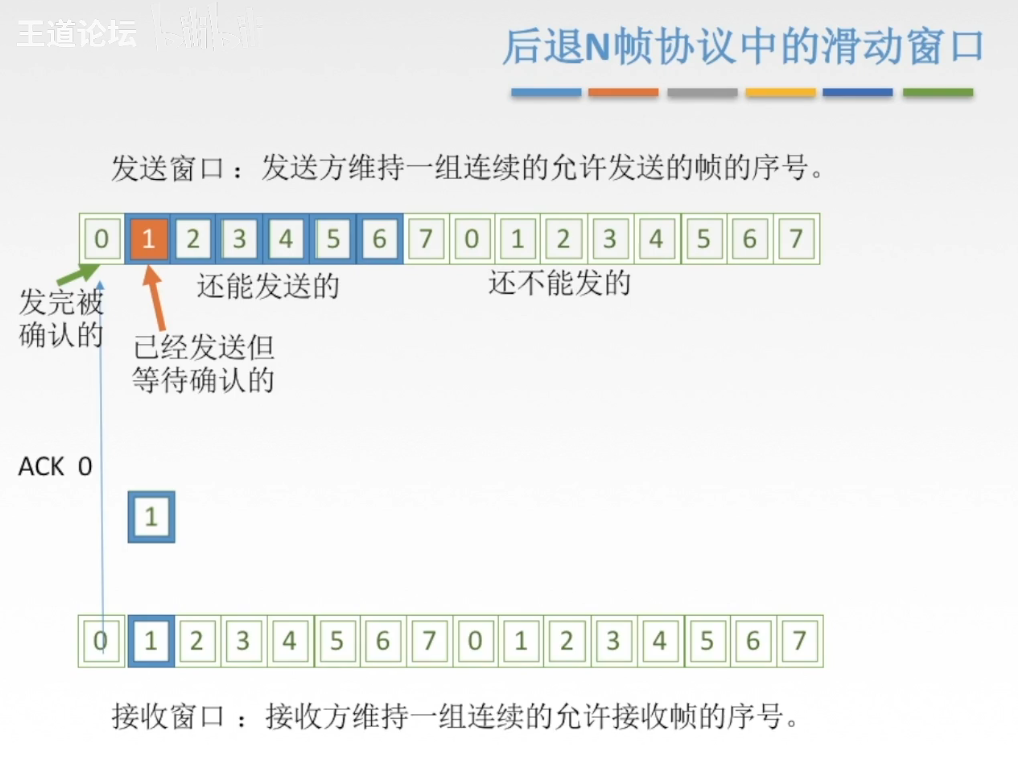 王道论坛
后退N帧协议中的滑动窗口
发送窗口：发送方维持一组连续的允许发送的帧的序号。
0 1 2 3 4 5 6 7 0 1 2 3 4 5 6 7
还能发送的 还不能发的
发完被
确认的
已经发送但
等待确认的
ACK 0
1
0 1 2 3 4 5 6 7 0 1 2 3 4 5 6 7
接收窗口：接收方维持一组连续的允许接收帧的序号。